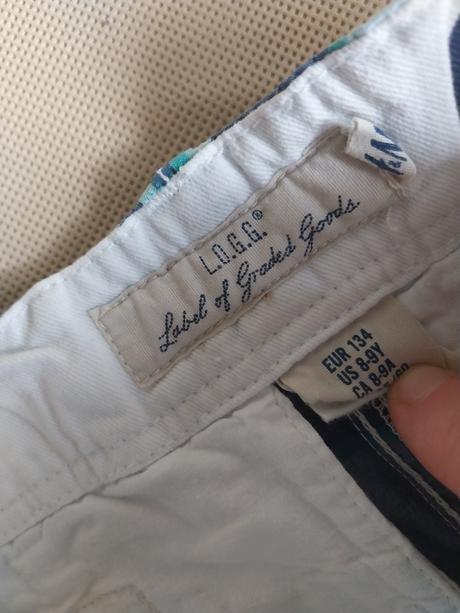 L.O.G.G.®
Label of Graded Goods.
H&M
EUR 134
US 8-9Y
CA 8-9A